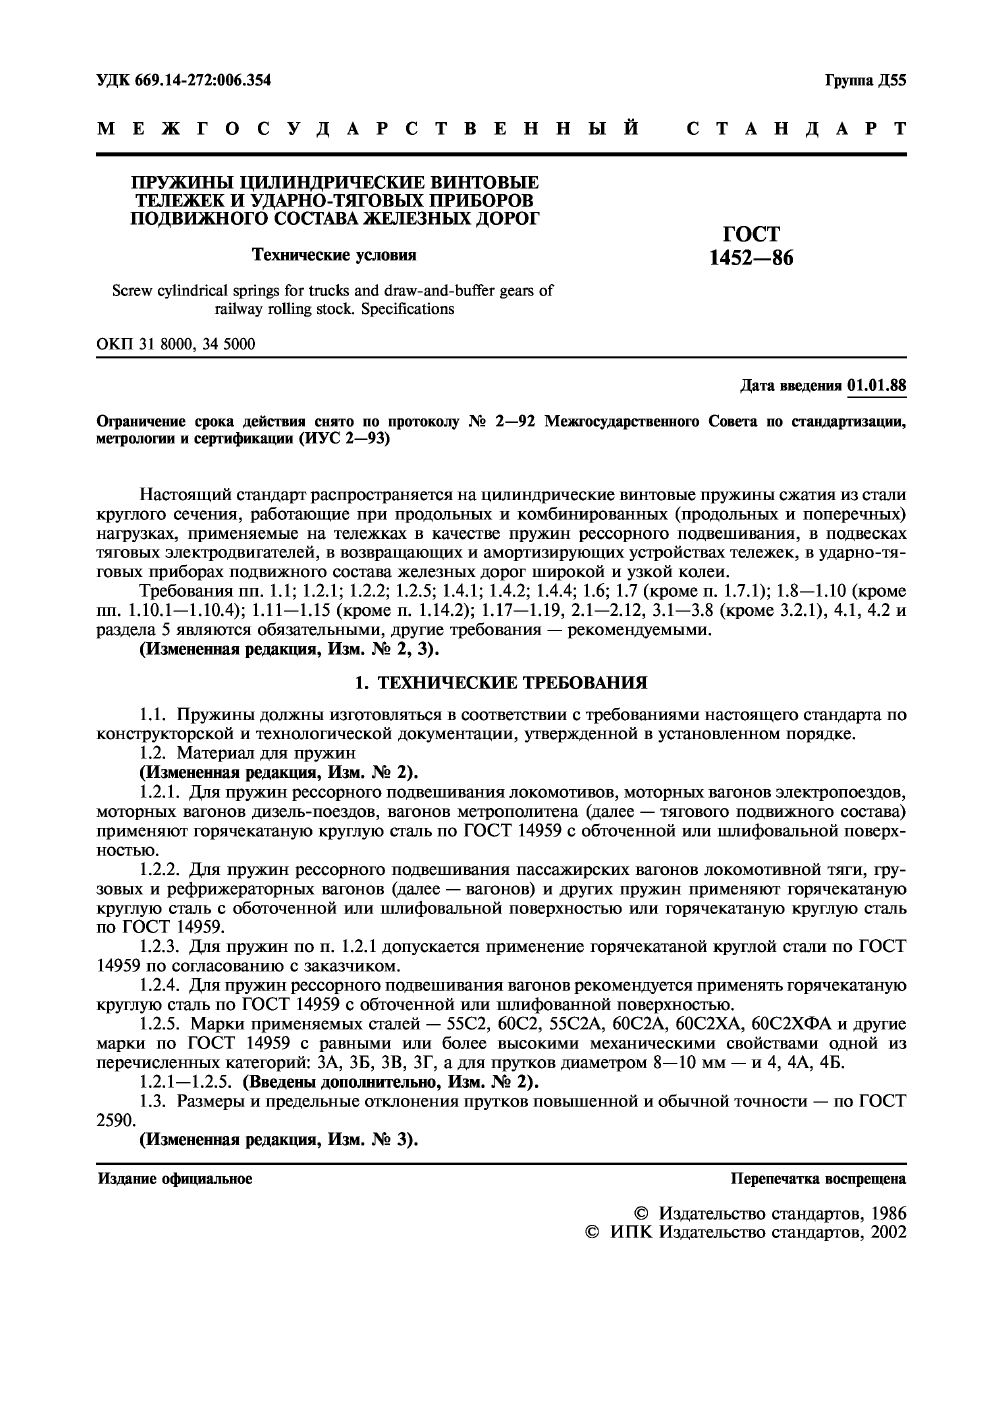 УДК 669.14-272:006.354 Группа Д55
МЕЖГОСУДАРСТВЕННЫЙ СТАНДАРТ
ПРУЖИНЫ ЦИЛИНДРИЧЕСКИЕ ВИНТОВЫЕ
ТЕЛЕЖЕК И УДАРНО-ТЯГОВЫХ ПРИБОРОВ
ПОДВИЖНОГО СОСТАВА ЖЕЛЕЗНЫХ ДОРОГ
Технические условия
Screw cylindrical springs for trucks and draw-and-buffer gears of
railway rolling stock. Specifications
ГОСТ
1452—86
ОКП 31 8000, 34 5000
Дата введения 01.01.88
Ограничение срока действия снято по протоколу № 2—92 Межгосударственного Совета по стандартизации,
метрологии и сертификации (ИУС 2—93)
Настоящий стандарт распространяется на цилиндрические винтовые пружины сжатия из стали
круглого сечения, работающие при продольных и комбинированных (продольных и поперечных)
нагрузках, применяемые на тележках в качестве пружин рессорного подвешивания, в подвесках
тяговых электродвигателей, в возвращающих и амортизирующих устройствах тележек, в ударно-тя-
говых приборах подвижного состава железных дорог широкой и узкой колеи.
Требования пп. 1.1; 1.2.1; 1.2.2; 1.2.5; 1.4.1; 1.4.2; 1.4.4; 1.6; 1.7 (кроме п. 1.7.1); 1.8—1.10 (кроме
пп. 1.10.1—1.10.4); 1.11—1.15 (кроме п. 1.14.2); 1.17—1.19, 2.1—2.12, 3.1—3.8 (кроме 3.2.1), 4.1, 4.2 и
раздела 5 являются обязательными, другие требования — рекомендуемыми.
(Измененная редакция, Изм. № 2, 3).
1. ТЕХНИЧЕСКИЕ ТРЕБОВАНИЯ
1.1. Пружины должны изготовляться в соответствии с требованиями настоящего стандарта по
конструкторской и технологической документации, утвержденной в установленном порядке.
1.2. Материал для пружин
(Измененная редакция, Изм. № 2).
1.2.1. Для пружин рессорного подвешивания локомотивов, моторных вагонов электропоездов,
моторных вагонов дизель-поездов, вагонов метрополитена (далее — тягового подвижного состава)
применяют горячекатаную круглую сталь по ГОСТ 14959 с обточенной или шлифовальной поверх-
ностью.
1.2.2. Для пружин рессорного подвешивания пассажирских вагонов локомотивной тяги, гру-
зовых и рефрижераторных вагонов (далее — вагонов) и других пружин применяют горячекатаную
круглую сталь с оботоченной или шлифовальной поверхностью или горячекатаную круглую сталь
по ГОСТ 14959.
1.2.3. Для пружин по п. 1.2.1 допускается применение горячекатаной круглой стали по ГОСТ
14959 по согласованию с заказчиком.
1.2.4. Для пружин рессорного подвешивания вагонов рекомендуется применять горячекатаную
круглую сталь по ГОСТ 14959 с обточенной или шлифованной поверхностью.
1.2.5. Марки применяемых сталей — 55С2, 60С2, 55С2А, 60С2А, 60С2ХА, 60С2ХФА и другие
марки по ГОСТ 14959 с равными или более высокими механическими свойствами одной из
перечисленных категорий: 3А, 3Б, 3В, 3Г, а для прутков диаметром 8—10 мм — и 4, 4А, 4Б.
1.2.1—1.2.5. (Введены дополнительно, Изм. № 2).
1.3. Размеры и предельные отклонения прутков повышенной и обычной точности — по ГОСТ
2590.
(Измененная редакция, Изм. № 3).
Издание официальное Перепечатка воспрещена
© Издательство стандартов, 1986
© ИПК Издательство стандартов, 2002